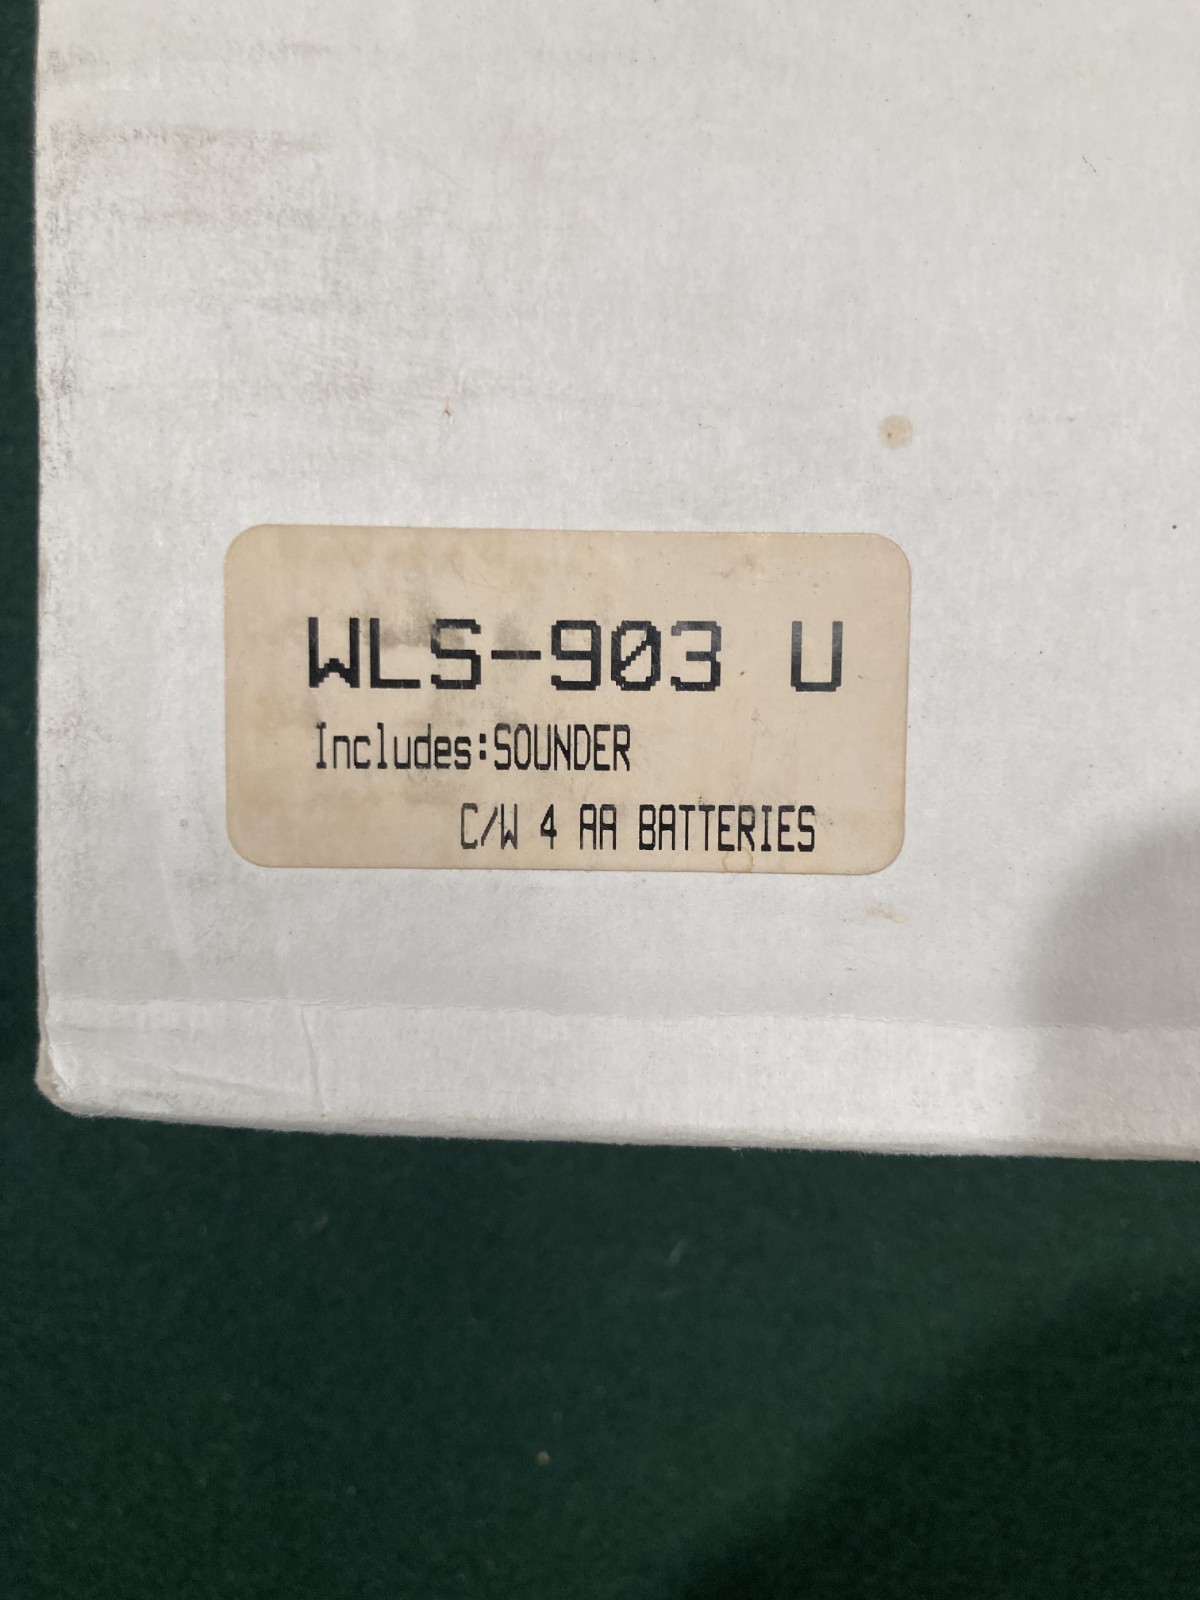 WLS-903 U
Includes:SOUNDER
C/W 4 AA BATTERIES